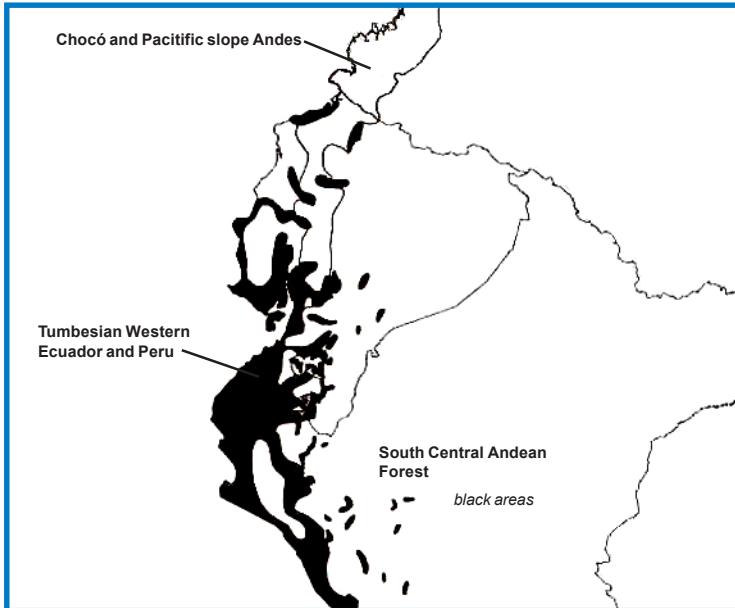 Chocó and Pacitific slope Andes
Tumbesian Western
Ecuador and Peru
South Central Andean
Forest
black areas